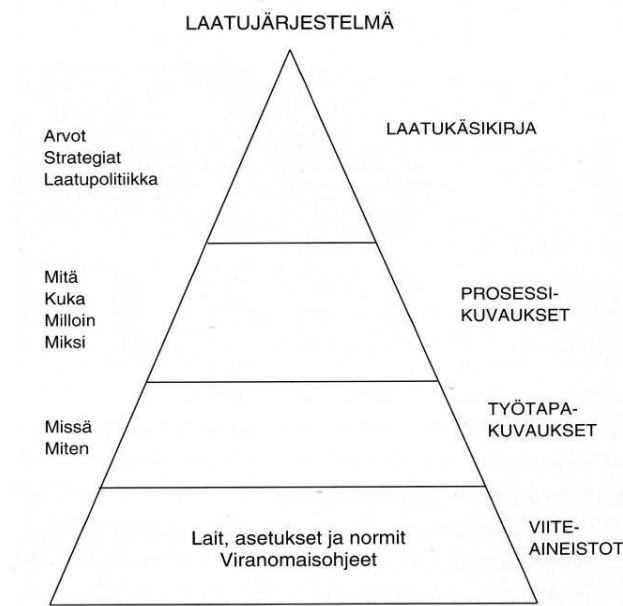 LAATUJÄRJESTELMÄ
Arvot
Strategiat
Laatupolitiikka
LAATUKÄSIKIRJA
Mitä
Kuka
Milloin
Miksi
PROSESSI-
KUVAUKSET
Missä
Miten
TYÖTAPA-
KUVAUKSET
Lait, asetukset ja normit
Viranomaisohjeet
VIITE-
AINEISTOT